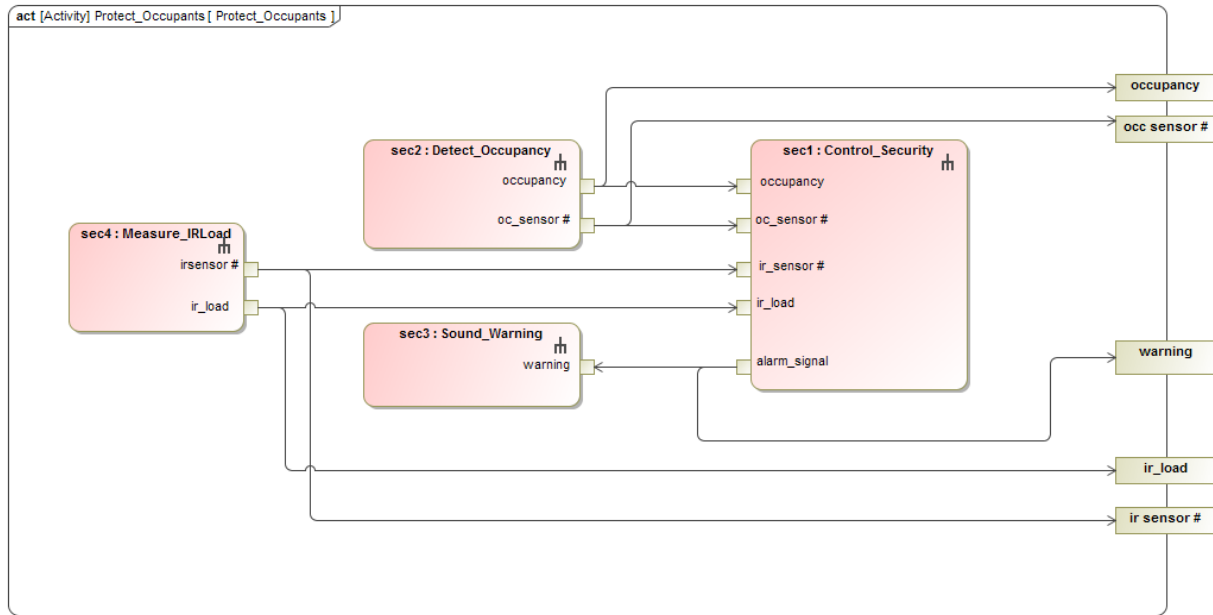 act [Activity] Protect_Occupants [ Protect_Occupants ]
occupancy
occ sensor #
sec2 : Detect_Occupancy
occupancy
oc_sensor #
sec1 : Control_Security
occupancy
oc_sensor #
ir_sensor #
ir_load
alarm_signal
sec4 : Measure_IRLoad
irsensor #
ir_load
sec3 : Sound_Warning
warning
warning
ir_load
ir sensor #